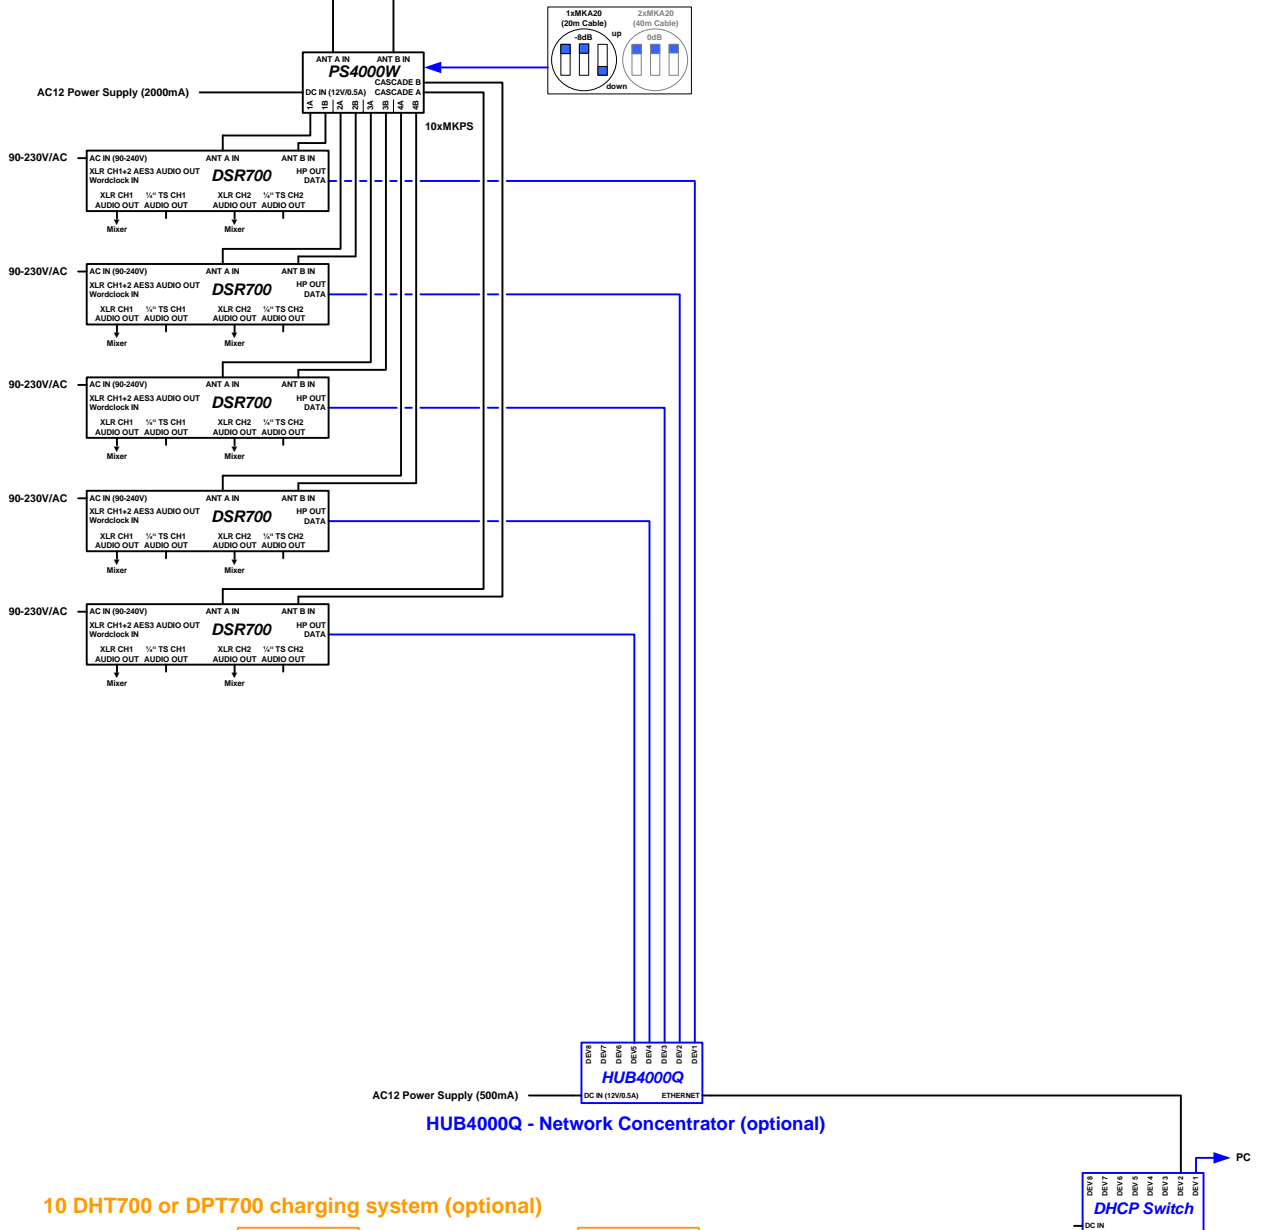 1xMKA20
(20m Cable)
2xMKA20
(40m Cable)
-8dB
up
0dB
down
ANT A IN ANT B IN
PS4000W
CASCADE B
DC IN (12V/0.5A) CASCADE A
1A 1B 2A 2B 3A 3B 4A 4B
AC12 Power Supply (2000mA)
10xMKPS
90-230V/AC
AC IN (90-240V) ANT A IN ANT B IN
XLR CH1+2 AES3 AUDIO OUT DSR700 HP OUT
Wordclock IN DATA
XLR CH1 ¼“ TS CH1 XLR CH2 ¼“ TS CH2
AUDIO OUT AUDIO OUT AUDIO OUT AUDIO OUT
Mixer Mixer
90-230V/AC
AC IN (90-240V) ANT A IN ANT B IN
XLR CH1+2 AES3 AUDIO OUT DSR700 HP OUT
Wordclock IN DATA
XLR CH1 ¼“ TS CH1 XLR CH2 ¼“ TS CH2
AUDIO OUT AUDIO OUT AUDIO OUT AUDIO OUT
Mixer Mixer
90-230V/AC
AC IN (90-240V) ANT A IN ANT B IN
XLR CH1+2 AES3 AUDIO OUT DSR700 HP OUT
Wordclock IN DATA
XLR CH1 ¼“ TS CH1 XLR CH2 ¼“ TS CH2
AUDIO OUT AUDIO OUT AUDIO OUT AUDIO OUT
Mixer Mixer
90-230V/AC
AC IN (90-240V) ANT A IN ANT B IN
XLR CH1+2 AES3 AUDIO OUT DSR700 HP OUT
Wordclock IN DATA
XLR CH1 ¼“ TS CH1 XLR CH2 ¼“ TS CH2
AUDIO OUT AUDIO OUT AUDIO OUT AUDIO OUT
Mixer Mixer
90-230V/AC
AC IN (90-240V) ANT A IN ANT B IN
XLR CH1+2 AES3 AUDIO OUT DSR700 HP OUT
Wordclock IN DATA
XLR CH1 ¼“ TS CH1 XLR CH2 ¼“ TS CH2
AUDIO OUT AUDIO OUT AUDIO OUT AUDIO OUT
Mixer Mixer
DEV8 DEV7 DEV6 DEV5 DEV4 DEV3 DEV2 DEV1
HUB4000Q
AC12 Power Supply (500mA)
DC IN (12V/0.5A) ETHERNET
HUB4000Q - Network Concentrator (optional)
PC
DEV8 DEV7 DEV6 DEV5 DEV4 DEV3 DEV2 DEV1
DHCP Switch
DC IN
10 DHT700 or DPT700 charging system (optional)